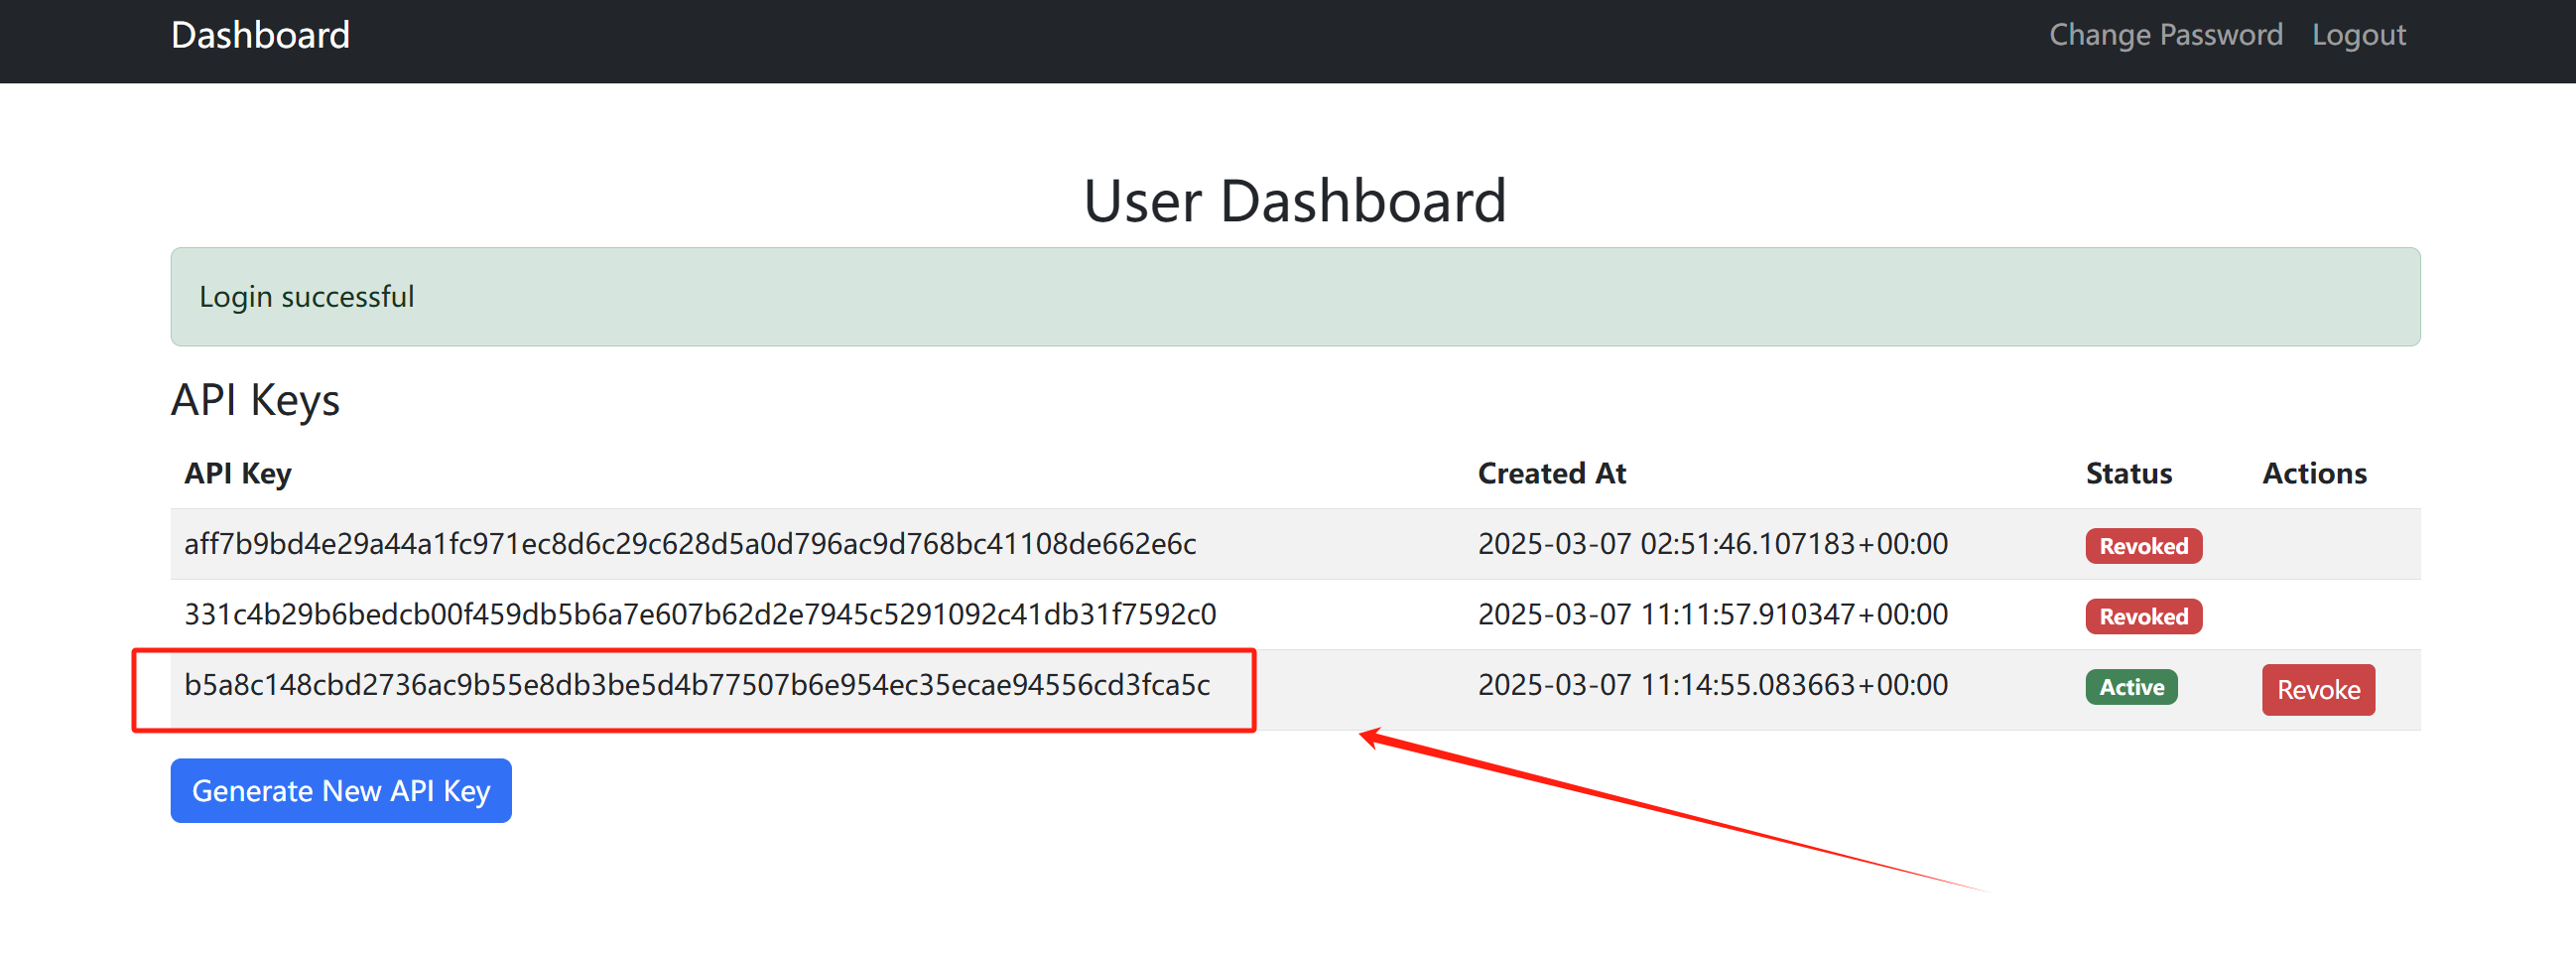 Dashboard Change Password Logout
User Dashboard
Login successful
API Keys
API Key Created At Status Actions
aff7b9bd4e29a44a1fc971ec8d6c29c628d5a0d796ac9d768bc41108de662e6c 2025-03-07 02:51:46.107183+00:00 Revoked
331c4b29b6bedcb00f459db5b6a7e607b62d2e7945c5291092c41db31f7592c0 2025-03-07 11:11:57.910347+00:00 Revoked
b5a8c148cbd2736ac9b55e8db3be5d4b77507b6e954ec35ecae94556cd3fca5c 2025-03-07 11:14:55.083663+00:00 Active Revoke
Generate New API Key